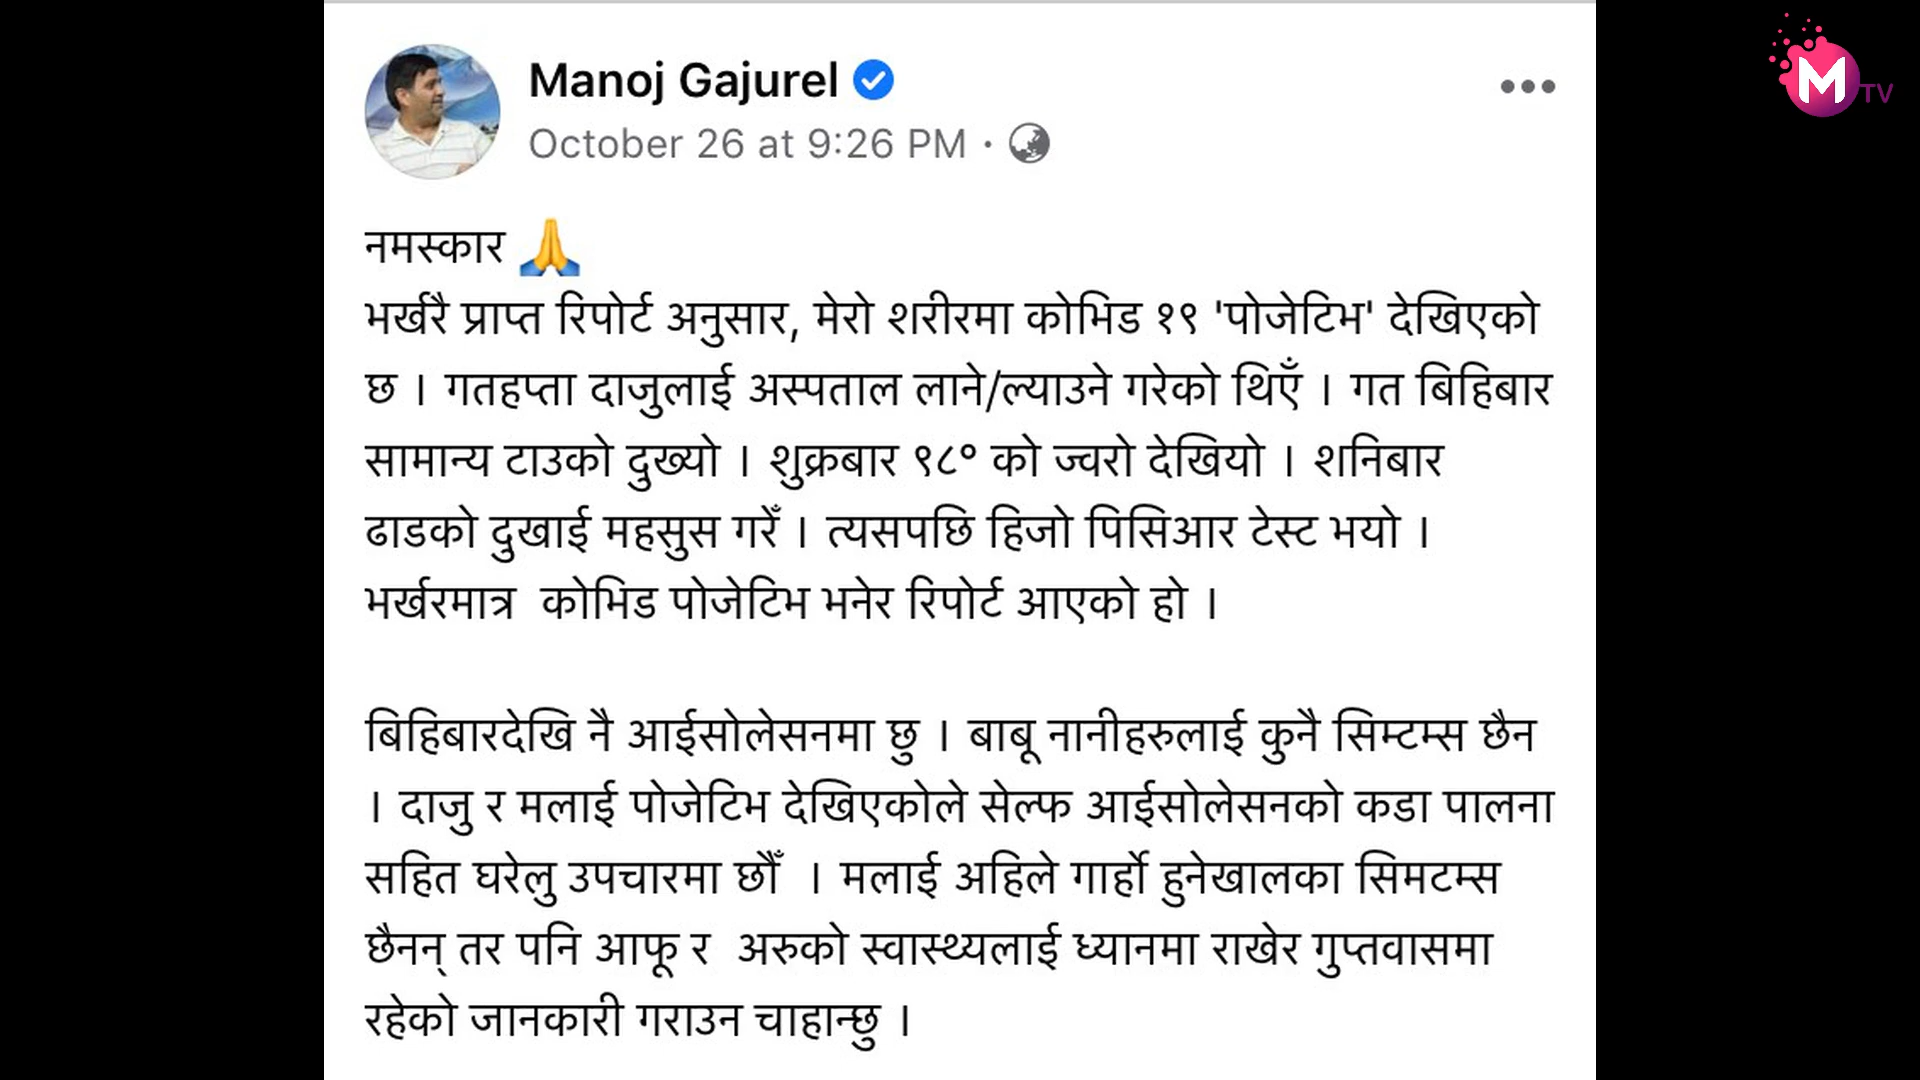 Manoj Gajurel
October 26 at 9:26 PM ·
नमस्कार 🙏
भर्खरै प्राप्त रिपोर्ट अनुसार, मेरो शरीरमा कोभिड १९ 'पोजेटिभ' देखिएको
छ । गतहप्ता दाजुलाई अस्पताल लाने/ल्याउने गरेको थिएँ । गत बिहिबार
सामान्य टाउको दुख्यो । शुक्रबार ९८° को ज्वरो देखियो । शनिबार
ढाडको दुखाई महसुस गरेँ । त्यसपछि हिजो पिसिआर टेस्ट भयो ।
भर्खरमात्र कोभिड पोजेटिभ भनेर रिपोर्ट आएको हो ।
बिहिबारदेखि नै आईसोलेसनमा छु । बाबू नानीहरुलाई कुनै सिम्टम्स छैन
। दाजु र मलाई पोजेटिभ देखिएकोले सेल्फ आईसोलेसनको कडा पालना
सहित घरेलु उपचारमा छौँ । मलाई अहिले गार्हो हुनेखालका सिमटम्स
छैनन् तर पनि आफू र अरुको स्वास्थ्यलाई ध्यानमा राखेर गुप्तवासमा
रहेको जानकारी गराउन चाहान्छु ।
M TV